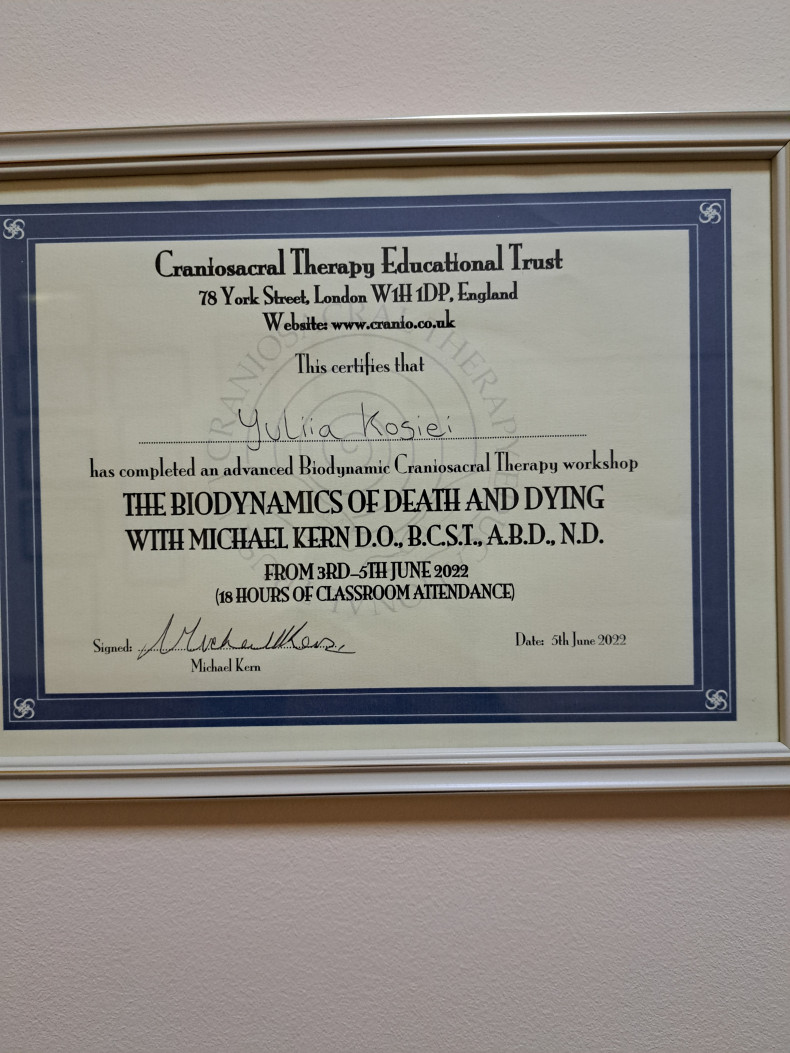 Craniosacral Therapy Educational Trust
78 York Street, London W1H 1DP, England
Website: www.cranio.co.uk
This certifies that
Yuliia Kosiei
has completed an advanced Biodynamic Craniosacral Therapy workshop
THE BIODYNAMICS OF DEATH AND DYING
WITH MICHAEL KERN D.O., B.C.S.T., A.B.D., N.D.
FROM 3RD–5TH JUNE 2022
(18 HOURS OF CLASSROOM ATTENDANCE)
Signed: Michael Kern
Date: 5th June 2022
Michael Kern